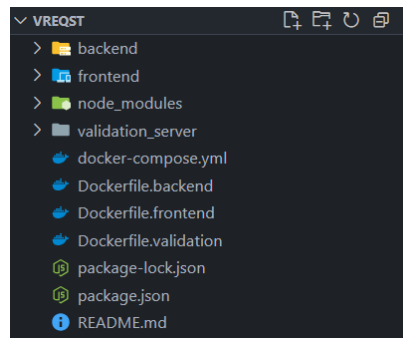 VREQST
backend
frontend
node_modules
validation_server
docker-compose.yml
Dockerfile.backend
Dockerfile.frontend
Dockerfile.validation
package-lock.json
package.json
README.md